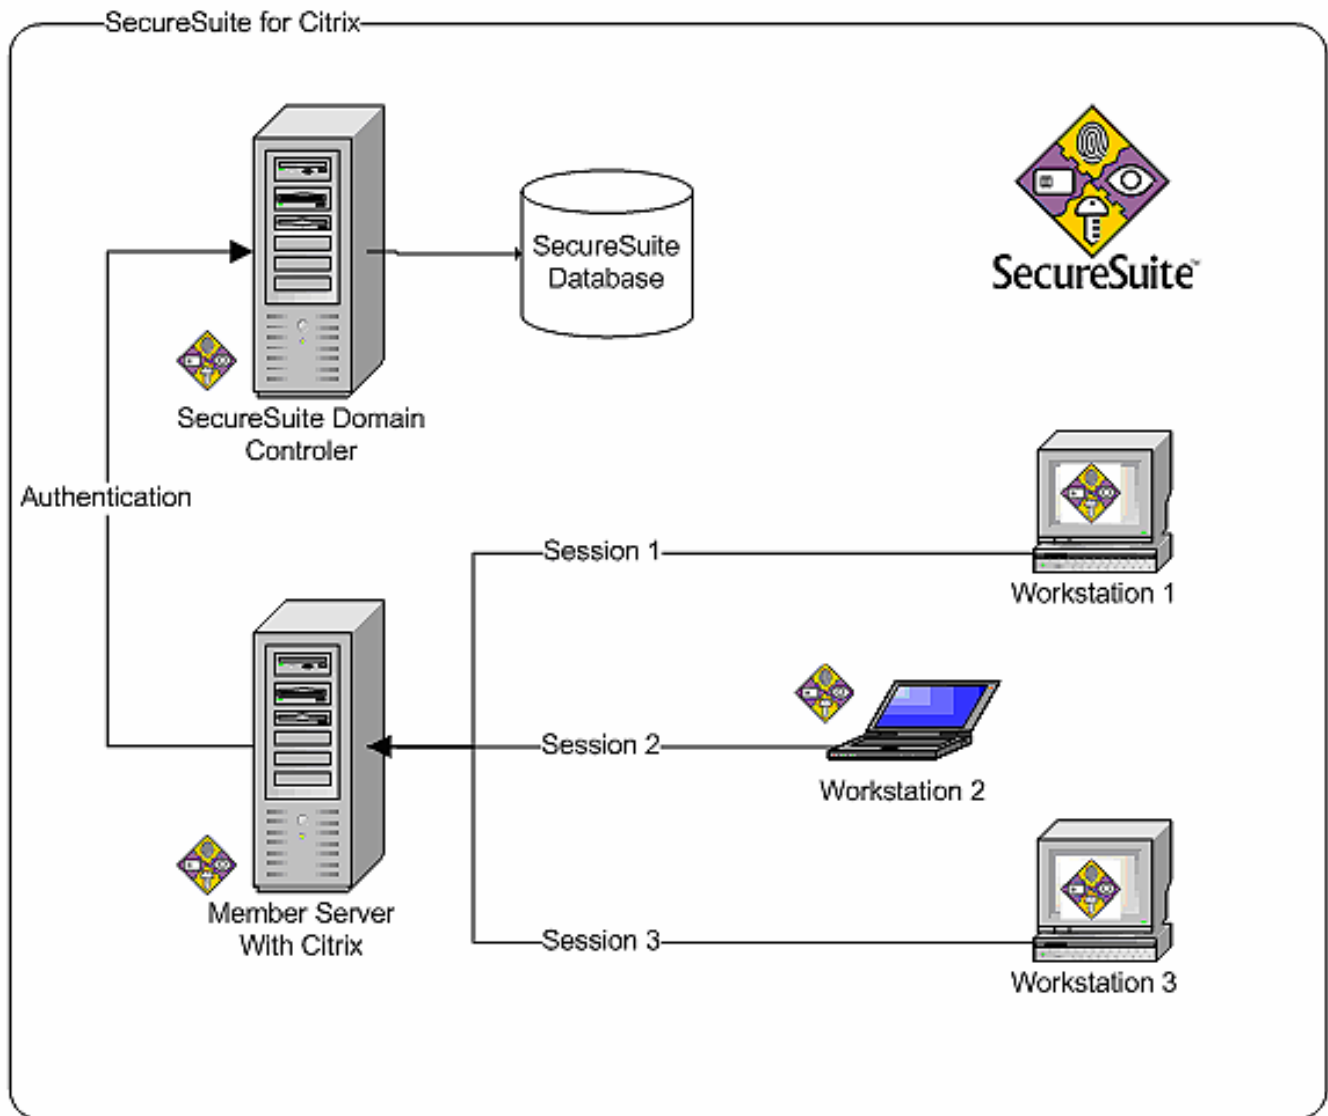 SecureSuite for Citrix
SecureSuite
Database
SecureSuite™
SecureSuite Domain
Controler
Authentication
Session 1
Workstation 1
Session 2
Workstation 2
Member Server
With Citrix
Session 3
Workstation 3